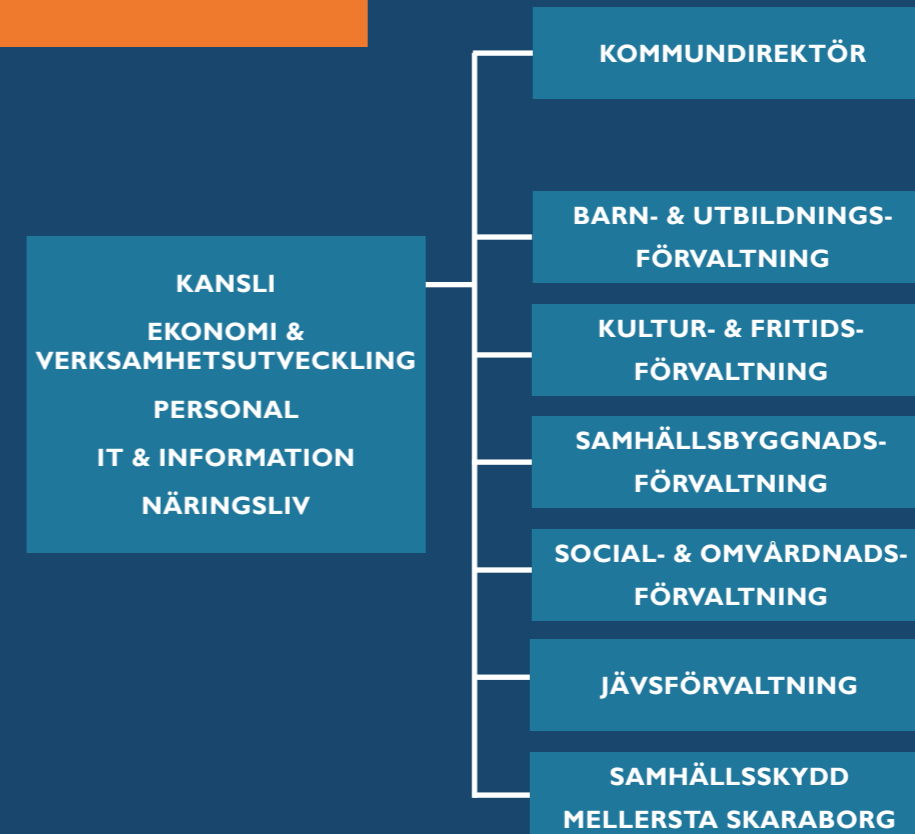 KOMMUNDIREKTÖR
BARN- & UTBILDNINGS-
FÖRVALTNING
KANSLI
EKONOMI &
VERKSAMHETSUTVECKLING
PERSONAL
IT & INFORMATION
NÄRINGSLIV
KULTUR- & FRITIDS-
FÖRVALTNING
SAMHÄLLSBYGGNADS-
FÖRVALTNING
SOCIAL- & OMVÅRDNADS-
FÖRVALTNING
JÄVSFÖRVALTNING
SAMHÄLLSSKYDD
MELLERSTA SKARABORG